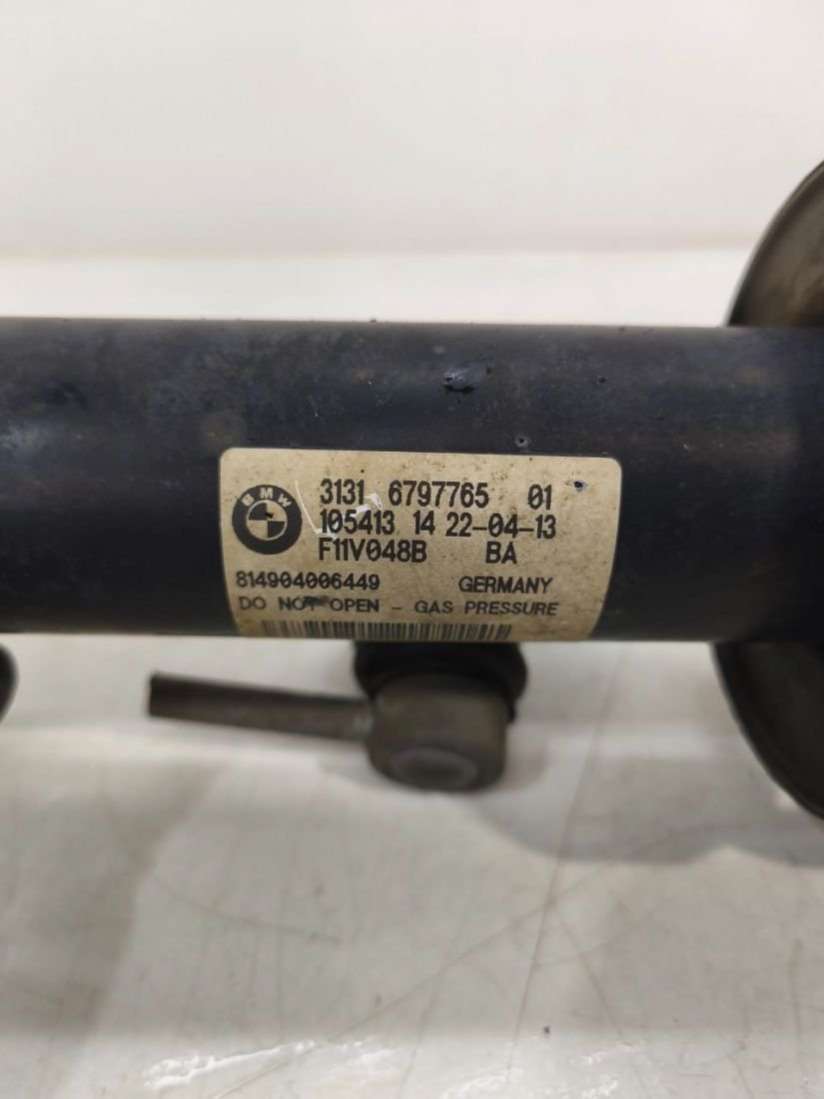 BMW
3131 6797765 01
105413 14 22-04-13
F11V048B BA
814904006449 GERMANY
DO NOT OPEN - GAS PRESSURE